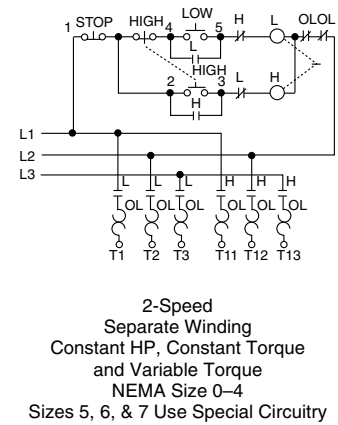 LOW
1 STOP HIGH 4 5 H L OLOL
L
HIGH
2 3 L H
H
L1
L2
L3
L L L H H H
OL OL OL OL OL OL
T1 T2 T3 T11 T12 T13
2-Speed
Separate Winding
Constant HP, Constant Torque
and Variable Torque
NEMA Size 0–4
Sizes 5, 6, & 7 Use Special Circuitry